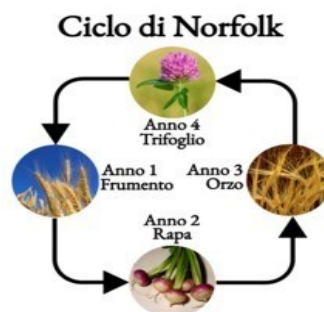 Ciclo di Norfolk
Anno 4
Trifoglio
Anno 1
Frumento
Anno 3
Orzo
Anno 2
Rapa